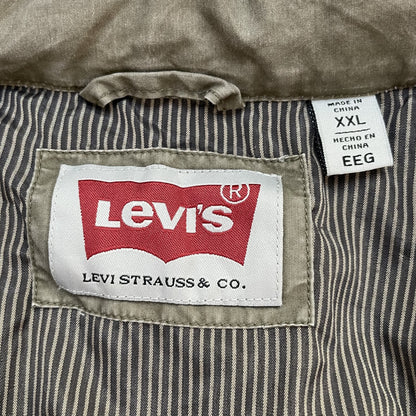 MADE IN
CHINA
XXL
HECHO EN
CHINA
EEG
LEVI'S®
LEVI STRAUSS & CO.